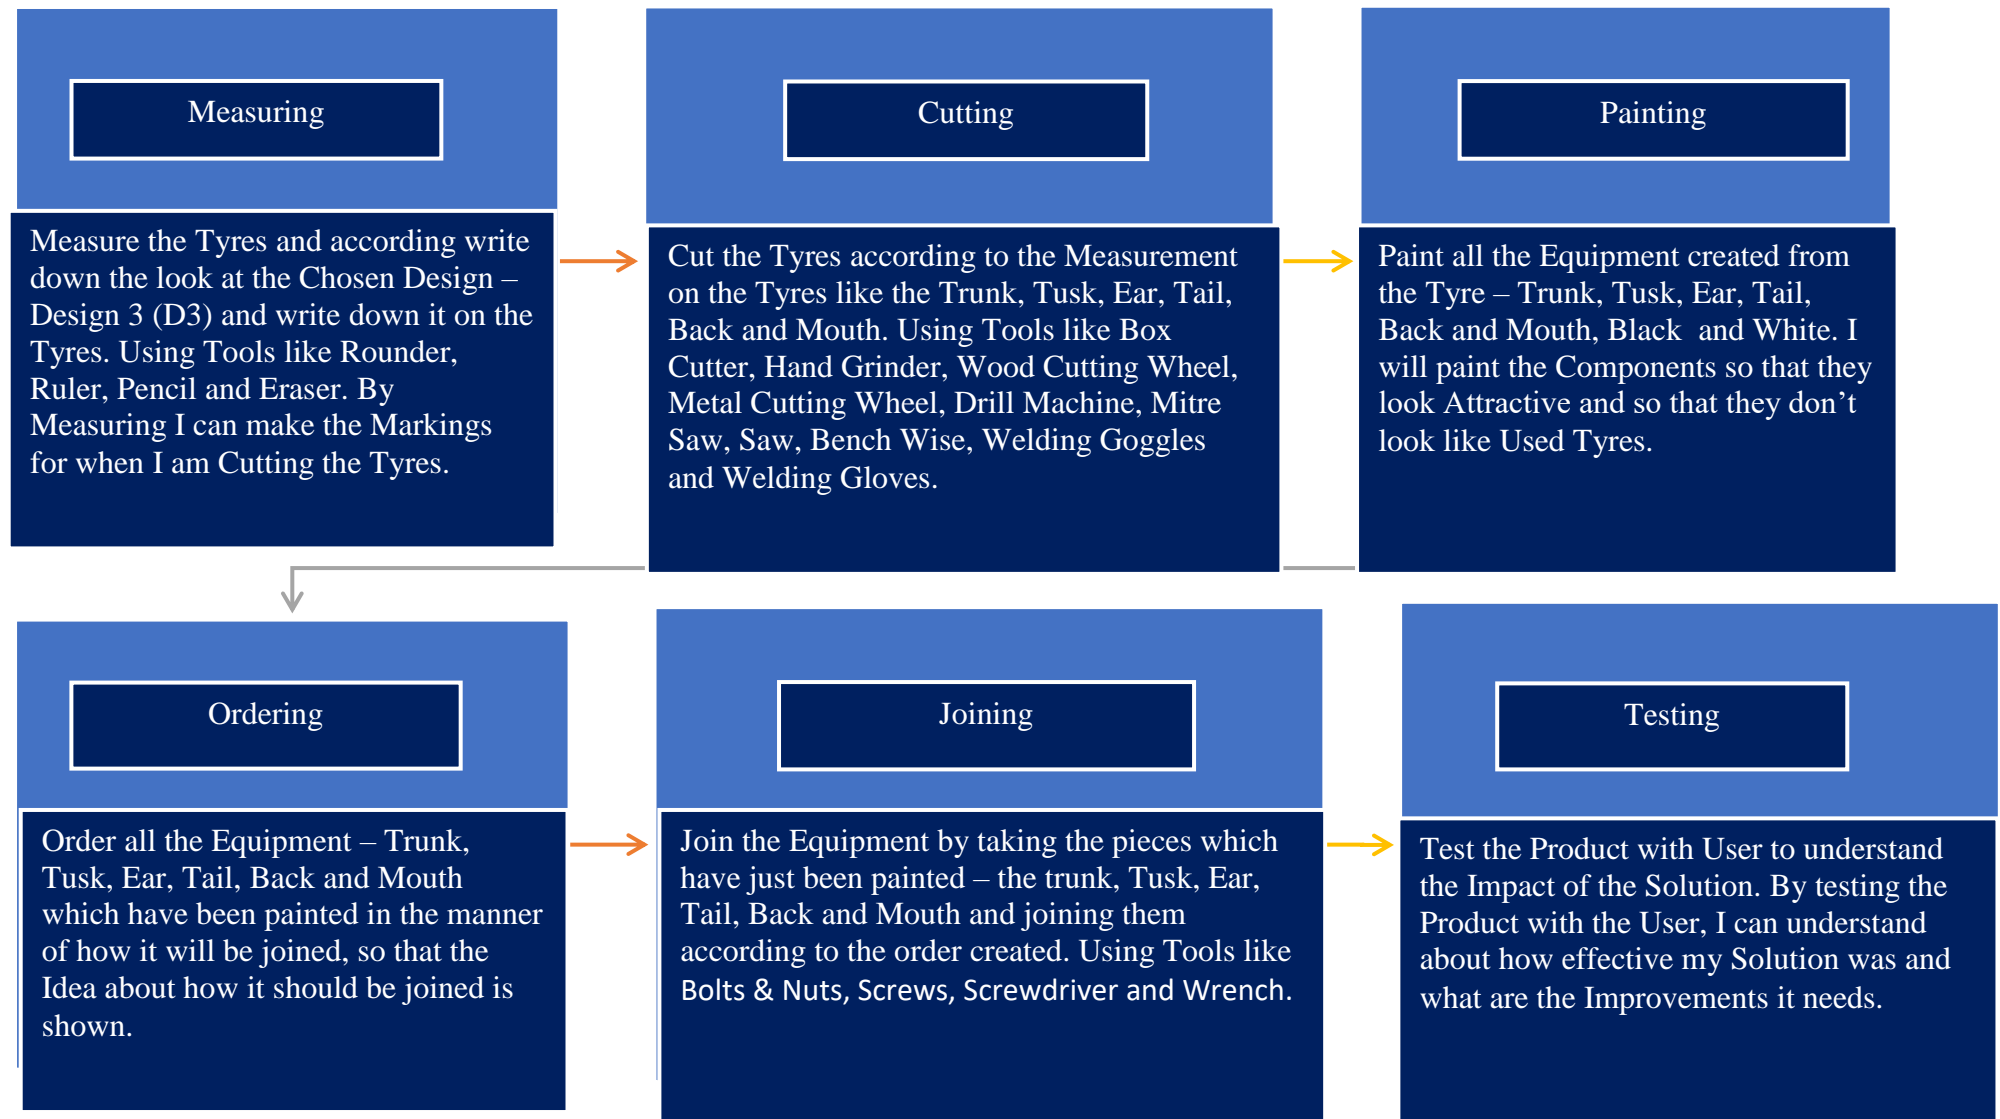 Measuring
Measure the Tyres and according write
down the look at the Chosen Design –
Design 3 (D3) and write down it on the
Tyres. Using Tools like Rounder,
Ruler, Pencil and Eraser. By
Measuring I can make the Markings
for when I am Cutting the Tyres.
Cutting
Cut the Tyres according to the Measurement
on the Tyres like the Trunk, Tusk, Ear, Tail,
Back and Mouth. Using Tools like Box
Cutter, Hand Grinder, Wood Cutting Wheel,
Metal Cutting Wheel, Drill Machine, Mitre
Saw, Saw, Bench Wise, Welding Goggles
and Welding Gloves.
Painting
Paint all the Equipment created from
the Tyre – Trunk, Tusk, Ear, Tail,
Back and Mouth, Black  and White. I
will paint the Components so that they
look Attractive and so that they don’t
look like Used Tyres.
Ordering
Order all the Equipment – Trunk,
Tusk, Ear, Tail, Back and Mouth
which have been painted in the manner
of how it will be joined, so that the
Idea about how it should be joined is
shown.
Joining
Join the Equipment by taking the pieces which
have just been painted – the trunk, Tusk, Ear,
Tail, Back and Mouth and joining them
according to the order created. Using Tools like
Bolts & Nuts, Screws, Screwdriver and Wrench.
Testing
Test the Product with User to understand
the Impact of the Solution. By testing the
Product with the User, I can understand
about how effective my Solution was and
what are the Improvements it needs.